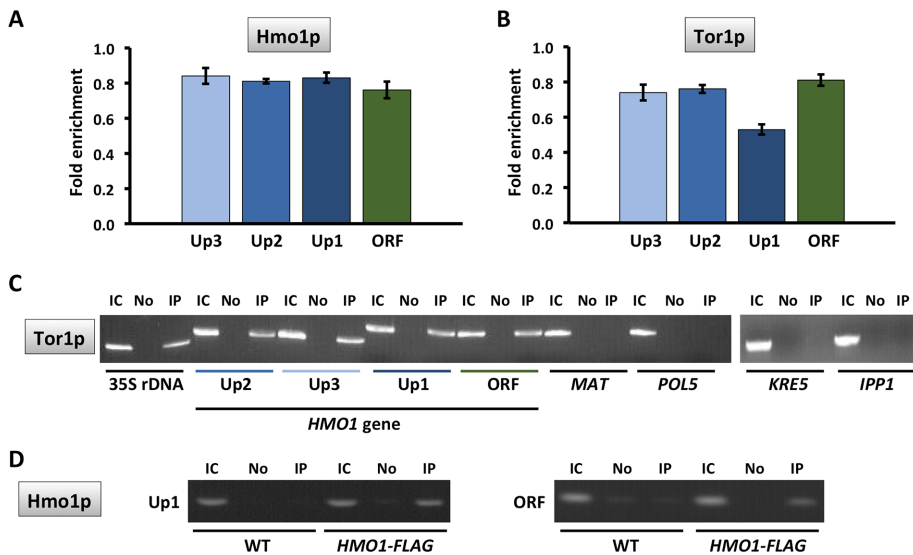 A
Hmo1p
Fold enrichment
1.0
0.8
0.6
0.4
0.2
0.0
Up3 Up2 Up1 ORF
B
Tor1p
Fold enrichment
1.0
0.8
0.6
0.4
0.2
0.0
Up3 Up2 Up1 ORF
C
IC No IP IC No IP IC No IP IC No IP IC No IP IC No IP IC No IP IC No IP IC No IP
Tor1p
35S rDNA Up2 Up3 Up1 ORF MAT POL5 KRE5 IPP1
HMO1 gene
D
IC No IP IC No IP IC No IP IC No IP
Hmo1p
Up1
ORF
WT HMO1-FLAG WT HMO1-FLAG